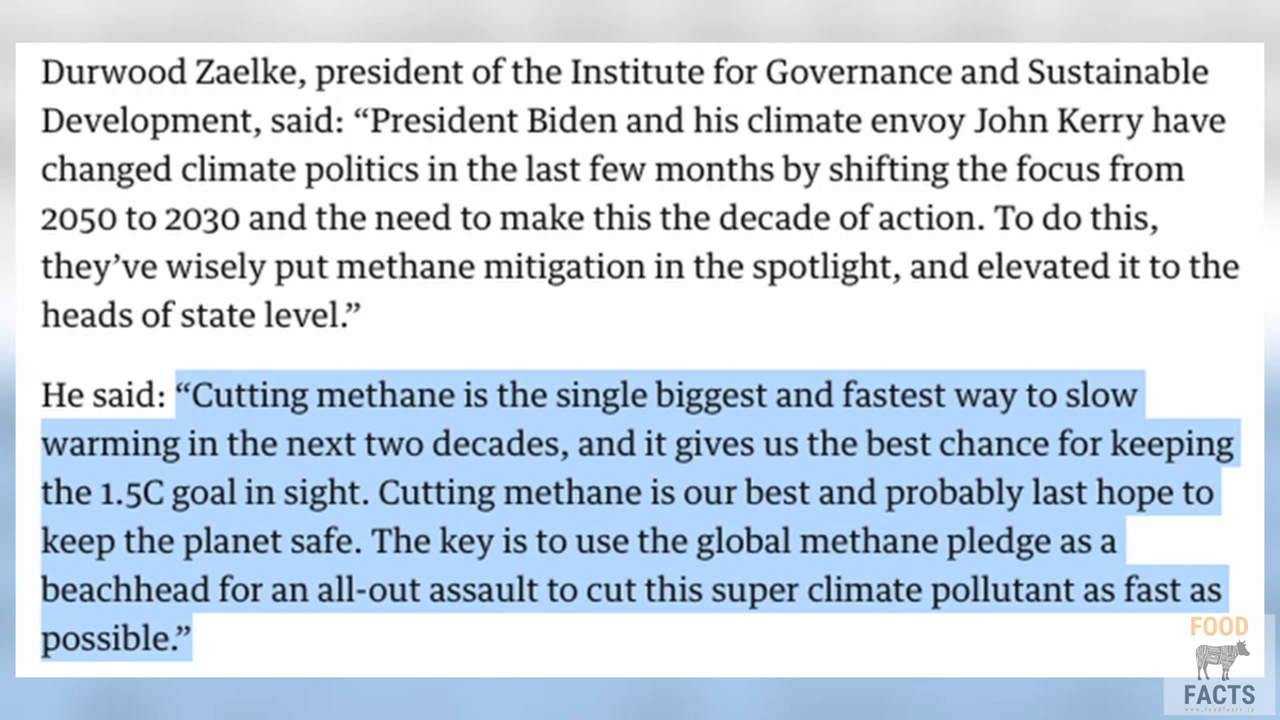 Durwood Zaelke, president of the Institute for Governance and Sustainable
Development, said: “President Biden and his climate envoy John Kerry have
changed climate politics in the last few months by shifting the focus from
2050 to 2030 and the need to make this the decade of action. To do this,
they’ve wisely put methane mitigation in the spotlight, and elevated it to the
heads of state level.”
He said: “Cutting methane is the single biggest and fastest way to slow
warming in the next two decades, and it gives us the best chance for keeping
the 1.5C goal in sight. Cutting methane is our best and probably last hope to
keep the planet safe. The key is to use the global methane pledge as a
beachhead for an all-out assault to cut this super climate pollutant as fast as
possible.”
FOOD
FACTS